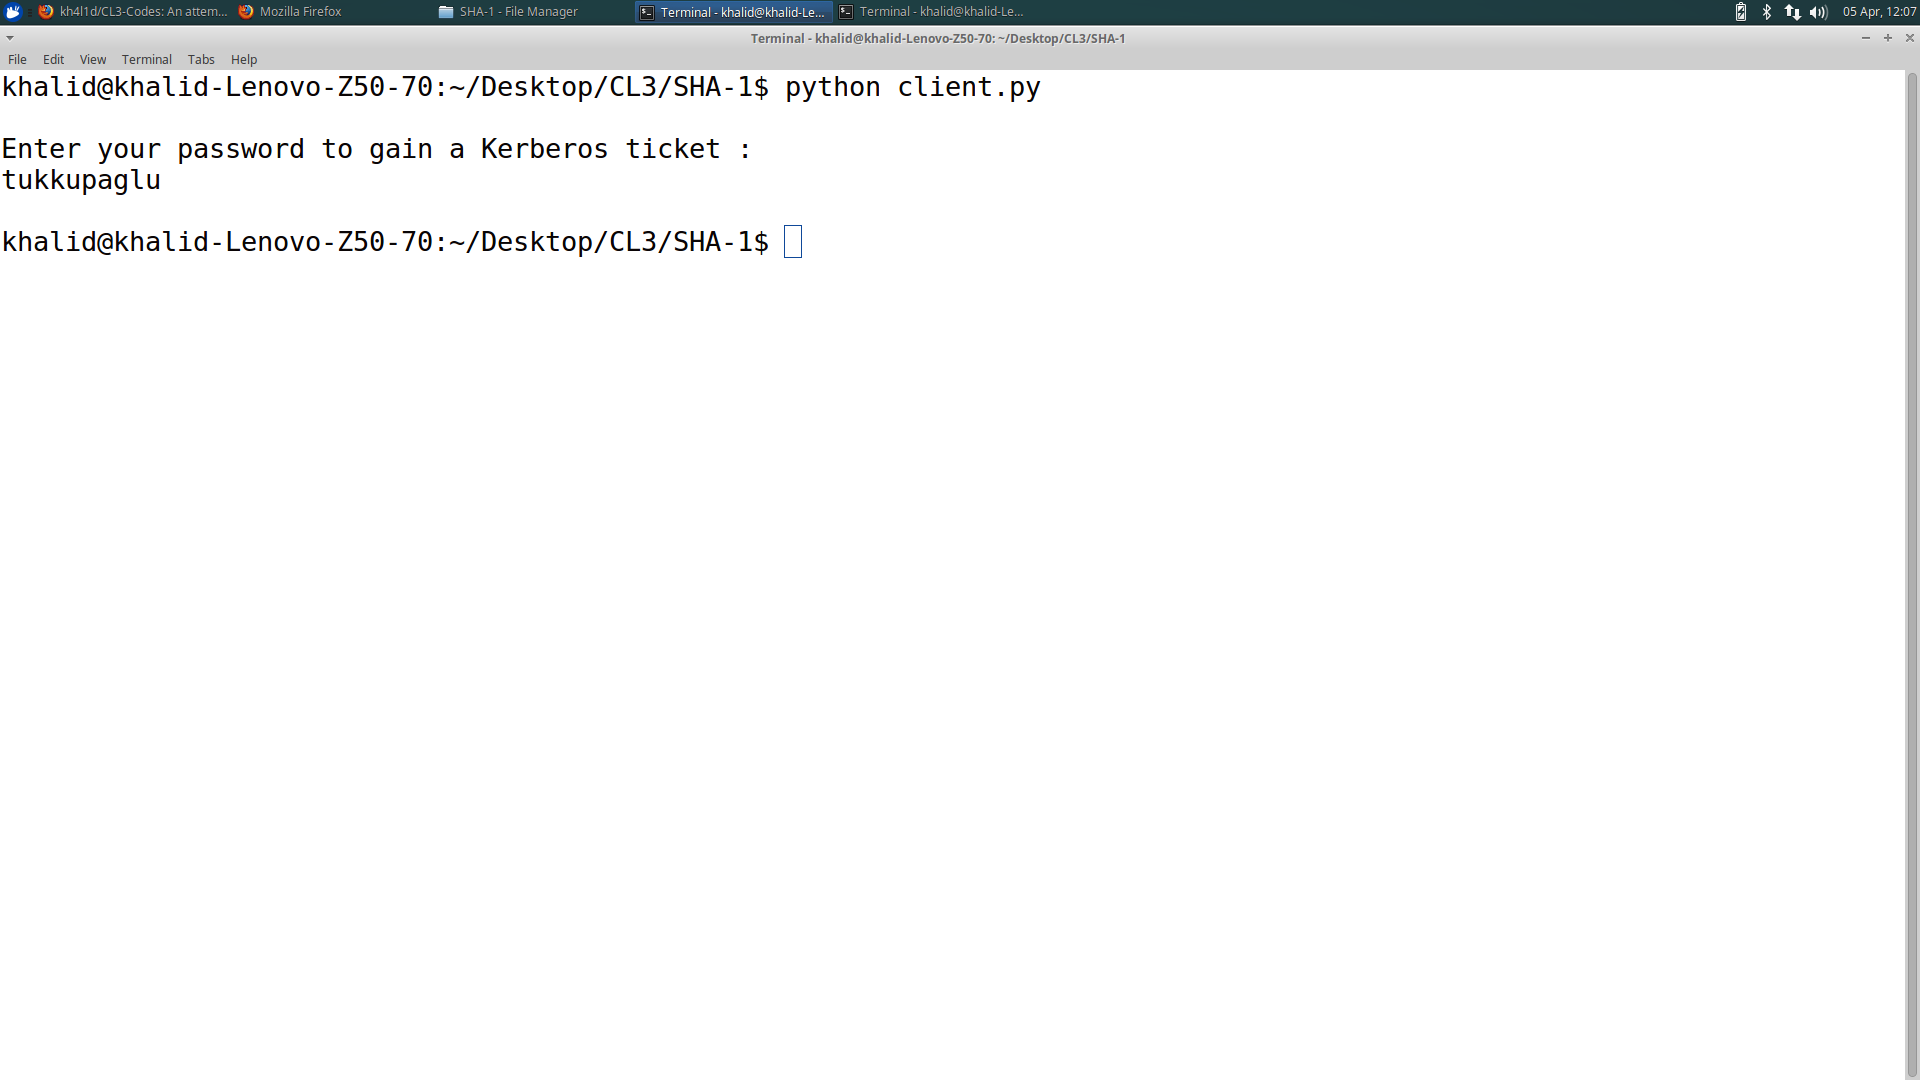 kh4l1d/CL3-Codes: An attem... Mozilla Firefox SHA-1 - File Manager Terminal - khalid@khalid-Le... Terminal - khalid@khalid-Le... 05 Apr, 12:07
Terminal - khalid@khalid-Lenovo-Z50-70: ~/Desktop/CL3/SHA-1
File Edit View Terminal Tabs Help
khalid@khalid-Lenovo-Z50-70:~/Desktop/CL3/SHA-1$ python client.py
Enter your password to gain a Kerberos ticket :
tukkupaglu
khalid@khalid-Lenovo-Z50-70:~/Desktop/CL3/SHA-1$